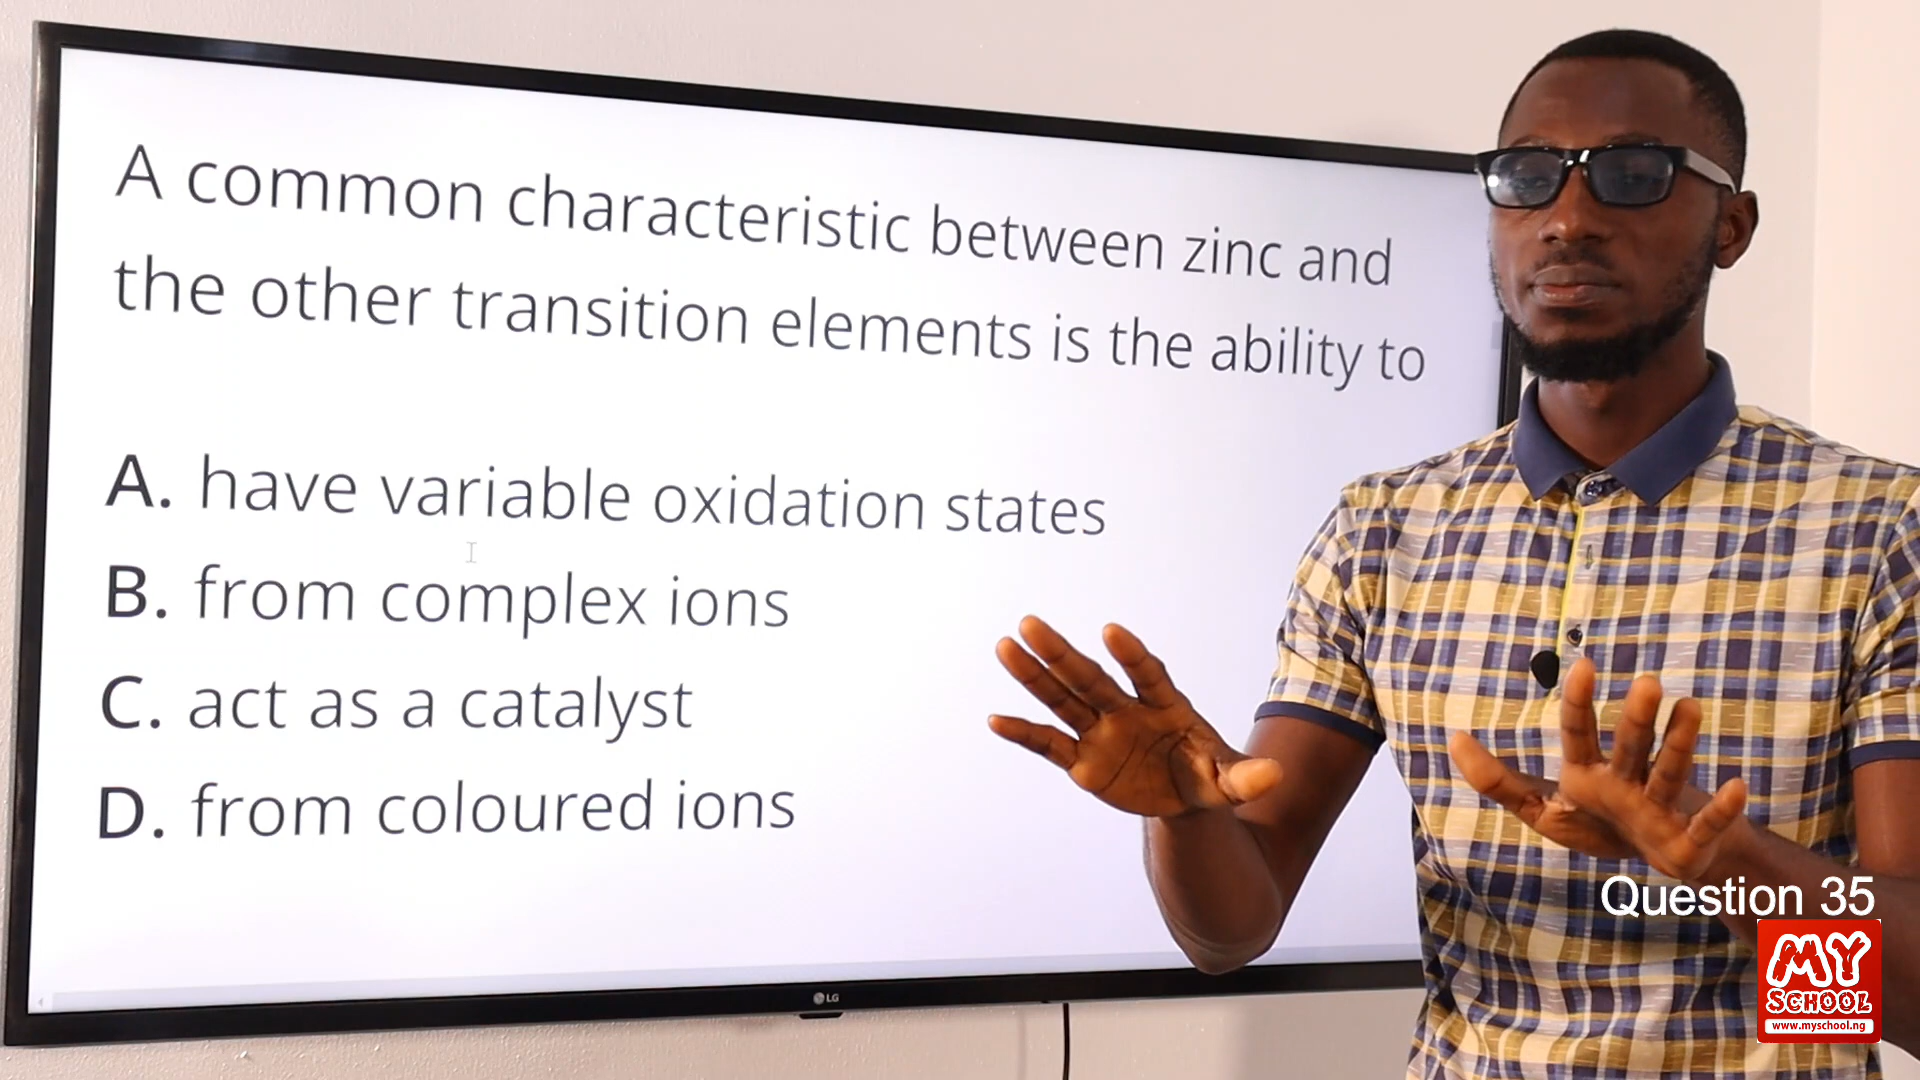 A common characteristic between zinc and
the other transition elements is the ability to
A. have variable oxidation states
B. from complex ions
C. act as a catalyst
D. from coloured ions
LG
Question 35
MY
SCHOOL
www.myschool.ng